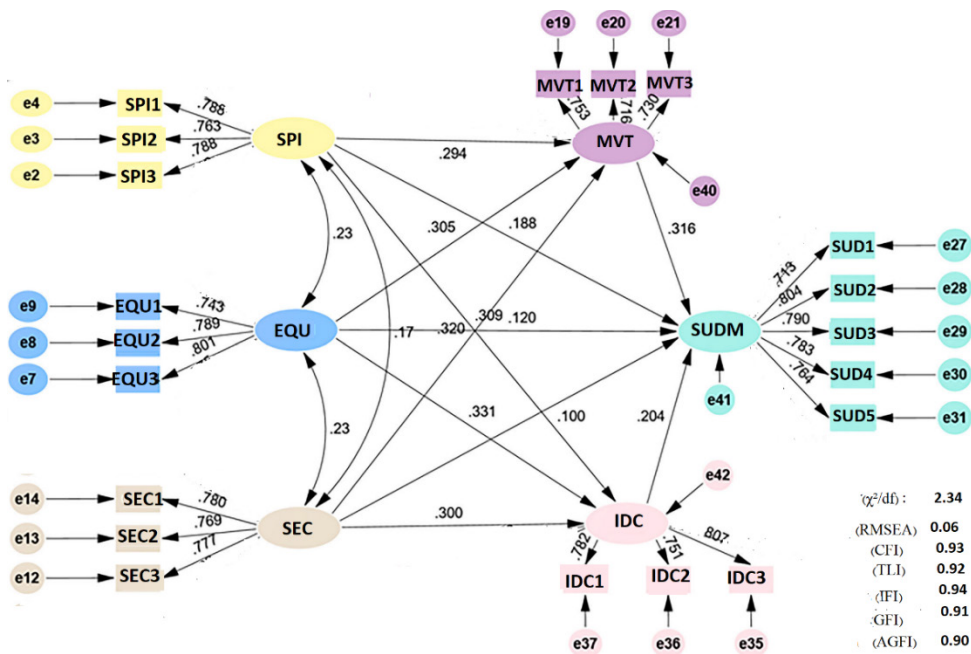 e19 e20 e21
MVT1 MVT2 MVT3
.753 .716 .730
e4 SPI1 .788
e3 SPI2 .763 SPI MVT
e2 SPI3 .788
.294
e40
.23 .305 .188 .316
SUD1 e27
.713
SUD2 e28
.804
e9 EQU1 .743
e8 EQU2 .789 EQU .17 .320 .309 .120 SUDM .790 SUD3 e29
e7 EQU3 .801
.783 SUD4 e30
.764
e41
SUD5 e31
.23 .331 .100 .204
e42
e14 SEC1 .780
e13 SEC2 .769 SEC .300 IDC
e12 SEC3 .777
.782 .751 .807
IDC1 IDC2 IDC3
e37 e36 e35
(χ²/df) : 2.34
(RMSEA) 0.06
(CFI) 0.93
(TLI) 0.92
(IFI) 0.94
GFI) 0.91
(AGFI) 0.90